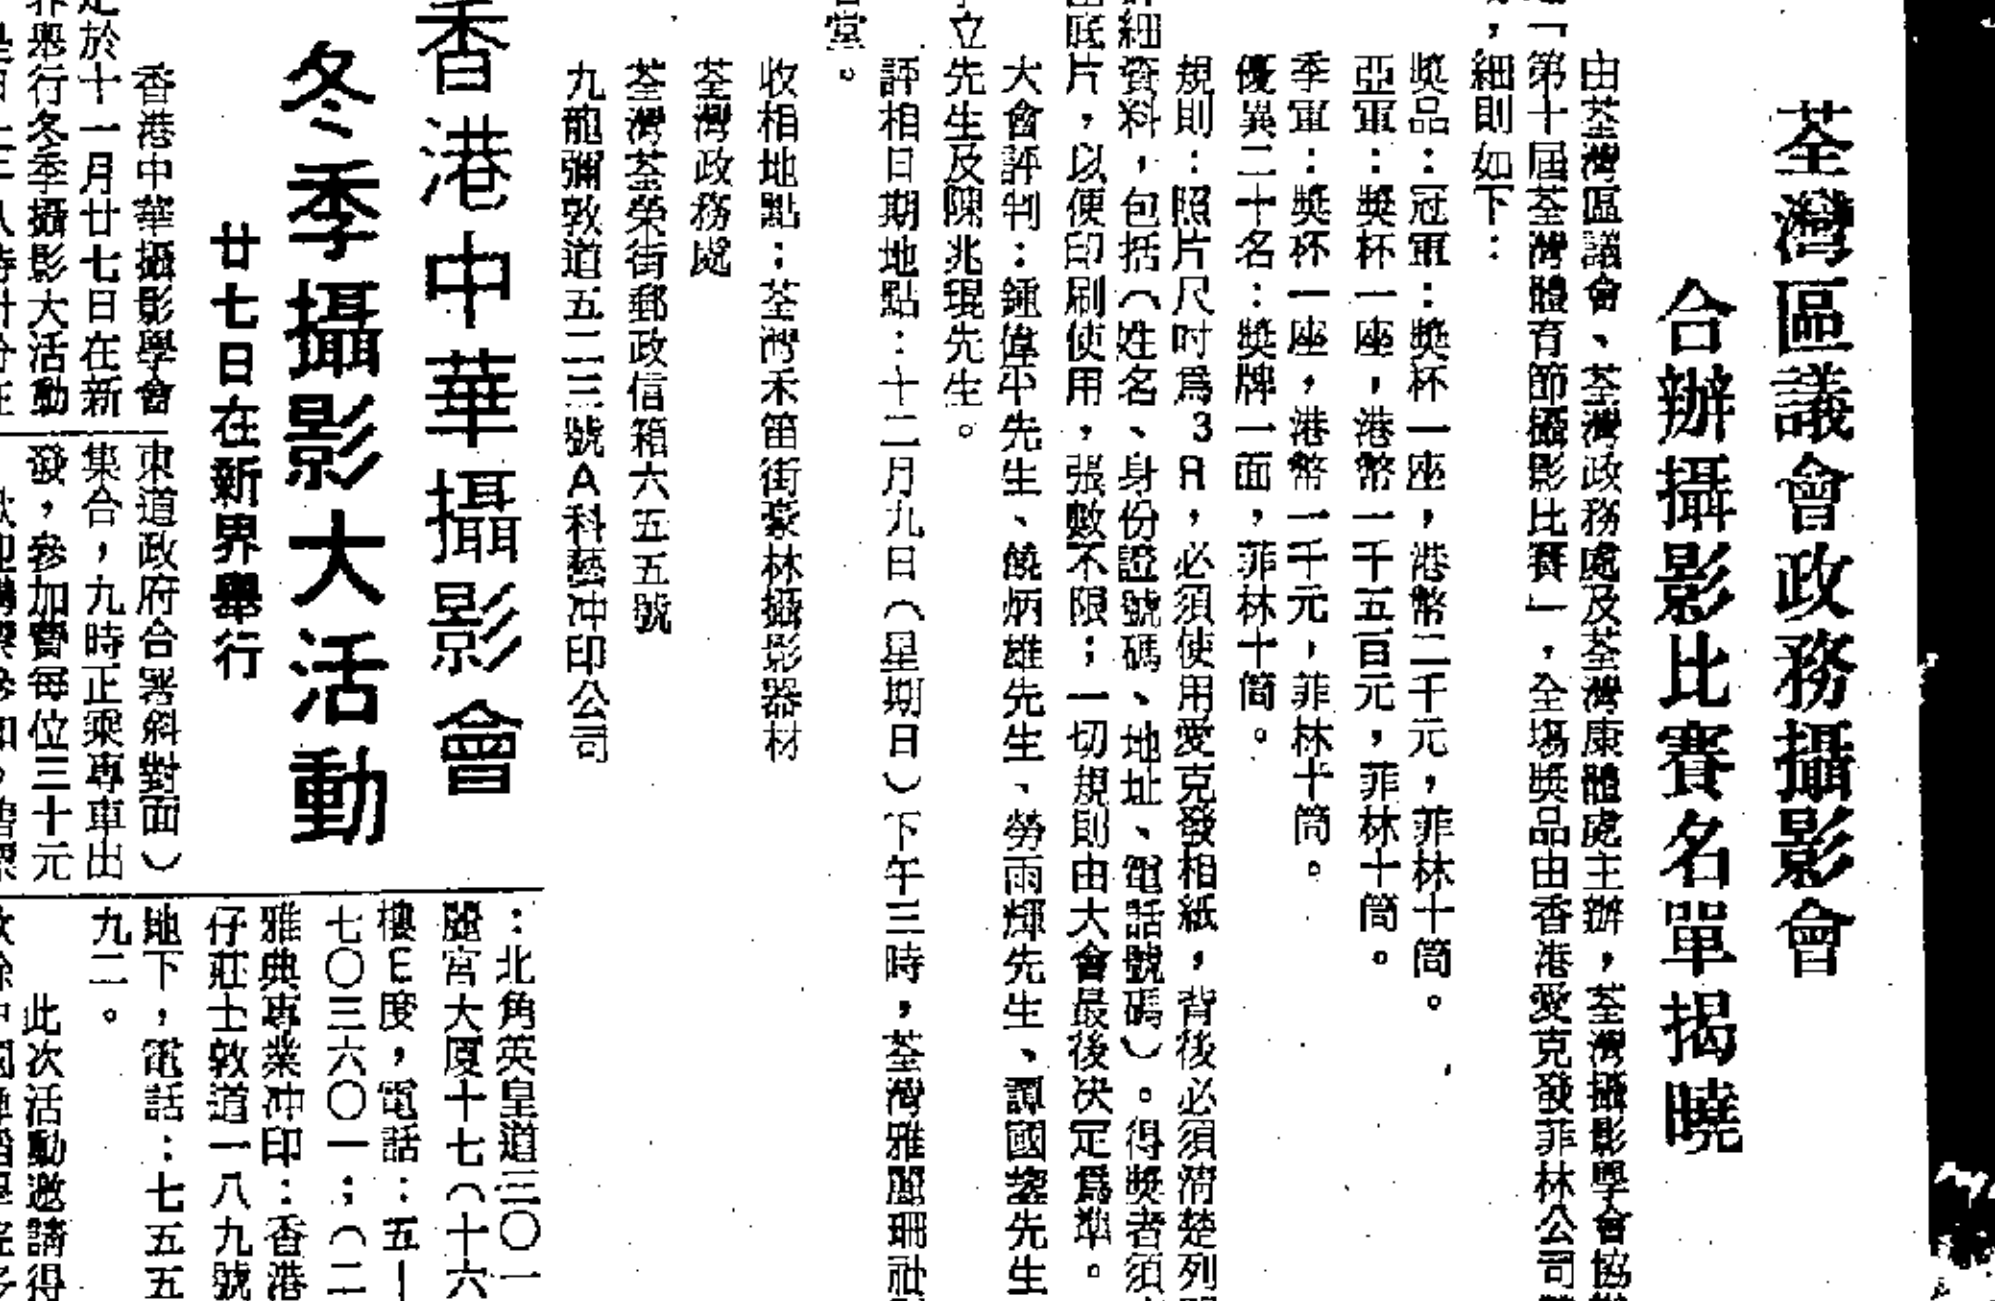 荃灣區議會政務攝影會
合辦攝影比賽名單揭曉
由荃灣區議會、荃灣政務處及荃灣康體處主辦，荃灣攝影學會協辦
「第十屆荃灣體育節攝影比賽」，全塲獎品由香港愛克發菲林公司
，細則如下：
獎品：冠軍：獎杯一座，港幣二千元，菲林十筒。
亞軍：獎杯一座，港幣一千五百元，菲林十筒。
季軍：獎杯一座，港幣一千元，菲林十筒。
優異二十名：獎牌一面，菲林十筒。
規則：照片尺吋爲3R，必須使用愛克發相紙，背後必須清楚列
細資料，包括（姓名、身份證號碼、地址、電話號碼）。得獎者須
底片，以便印刷使用，張數不限；一切規則由大會最後決定爲準。
大會評判：鍾偉中先生、饒炳雄先生、勞雨輝先生、譚國鋆先生
立先生及陳兆琨先生。
評相日期地點：十二月九日（星期日）下午三時，荃灣雅麗珊社
堂。
收相地點：荃灣禾笛街豪林攝影器材
荃灣政務處
荃灣荃榮街郵政信箱六五五號
九龍彌敦道五二三號A科藝冲印公司
香港中華攝影會
冬季攝影大活動
廿七日在新界舉行
香港中華攝影學會
定於十一月廿七日在新
界舉行冬季攝影大活動
東道政府合署斜對面）
集合，九時正乘專車出
發，參加費每位三十元
：北角英皇道三〇一
麗宮大厦十七（十六
樓E度，電話：五—
七〇三六〇一；（二
雅典專業冲印：香港
仔莊士敦道一八九號
地下，電話：七五五
九二。
此次活動邀請得